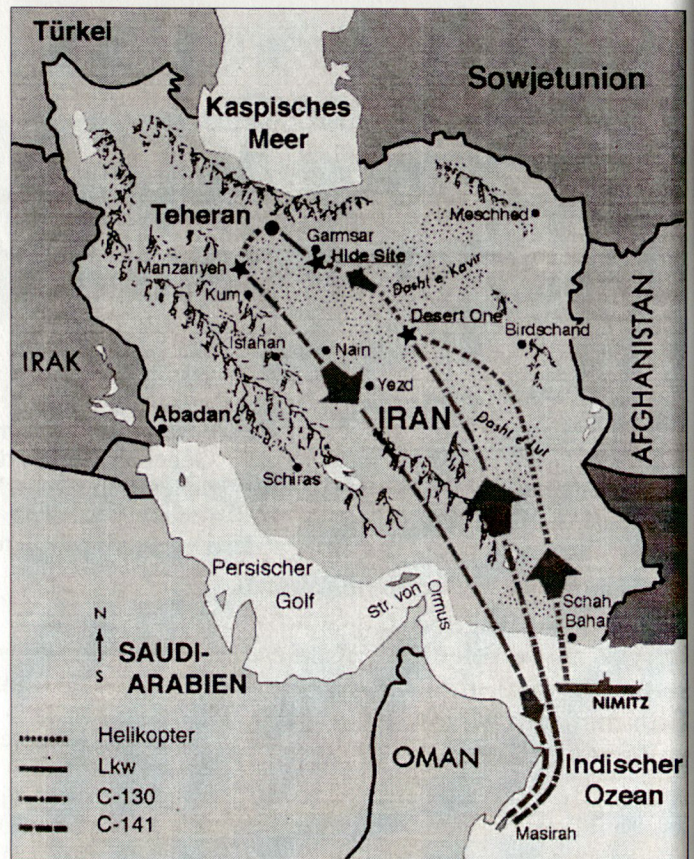 Türkei
Sowjetunion
Kaspisches
Meer
Teheran
Meschhed
Garmsar
Hide Site
Manzariyeh
Dasht e Kavir
Kum
Desert One
Birdschand
Isfahan
Nain
IRAK
AFGHANISTAN
Yezd
Abadan
IRAN
Dasht e Lut
Schiras
Persischer
Golf
Str. von
Ormus
Schah
Bahar
N
S
SAUDI-
ARABIEN
NIMITZ
Helikopter
Lkw
C-130
C-141
OMAN
Indischer
Ozean
Masirah